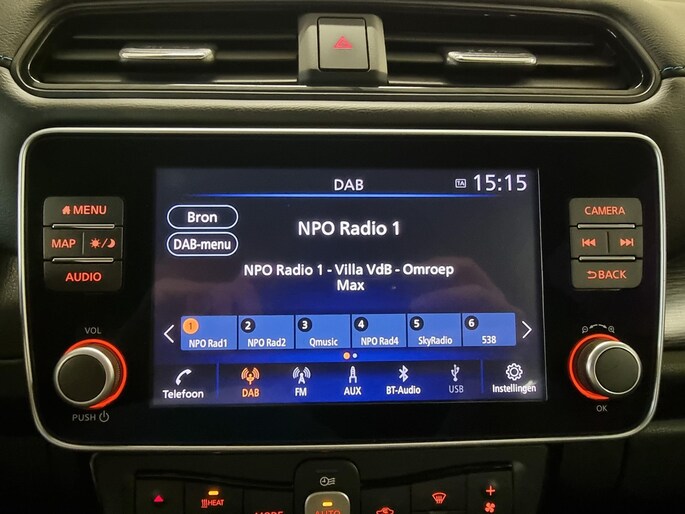 DAB TA 15:15
Bron
NPO Radio 1
DAB-menu
NPO Radio 1 - Villa VdB - Omroep
Max
1 2 3 4 5 6
NPO Rad1 NPO Rad2 Qmusic NPO Rad4 SkyRadio 538
Telefoon DAB FM AUX BT-Audio USB Instellingen
MENU
MAP
AUDIO
VOL
PUSH
CAMERA
BACK
OK
HEAT
MODE
AUTO